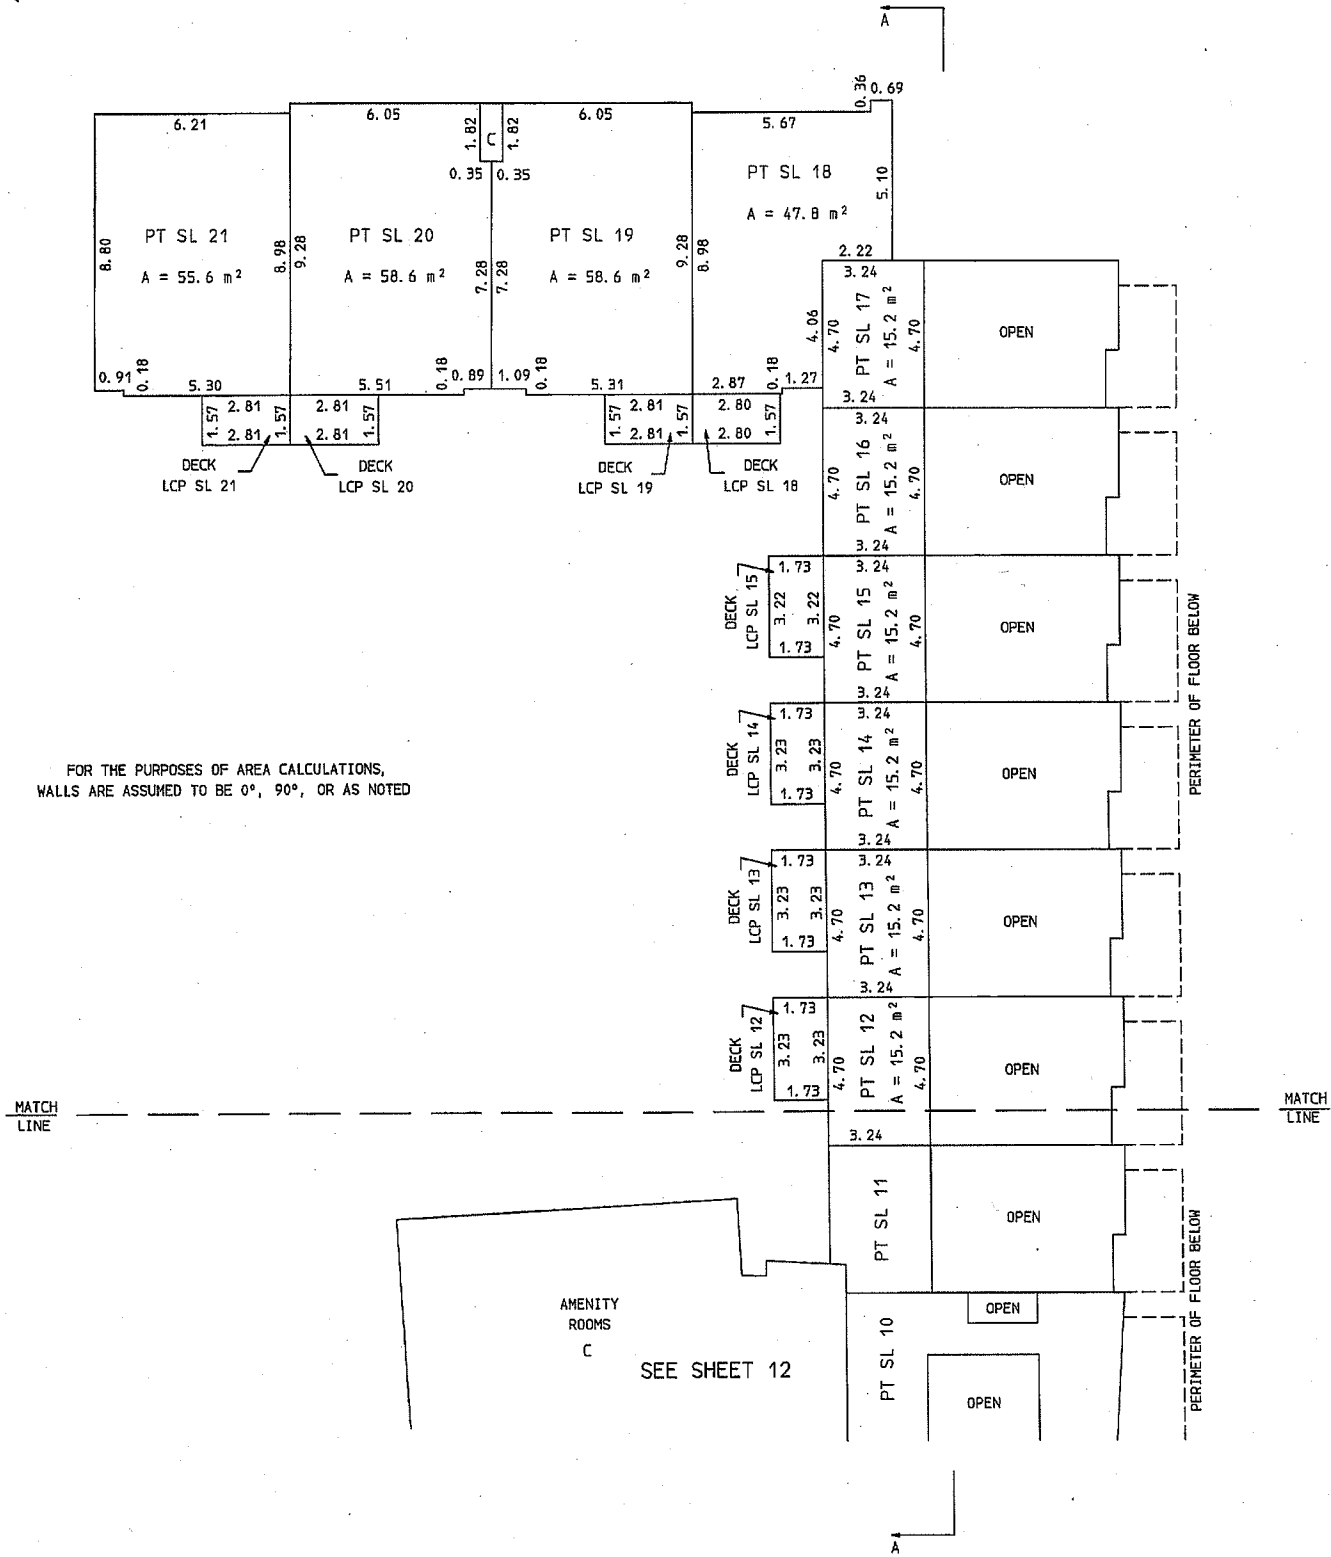 A
0.36
0.69
6.21
6.05
1.82
C
1.82
6.05
5.67
0.35
0.35
PT SL 18
A = 47.8 m²
5.10
2.22
8.80
PT SL 21
A = 55.6 m²
8.98
9.28
PT SL 20
A = 58.6 m²
7.28
7.28
PT SL 19
A = 58.6 m²
9.28
8.98
4.06
0.91
0.18
5.30
5.51
0.18
0.89
1.09
0.18
5.31
2.87
0.18
1.27
1.57
2.81
2.81
1.57
2.81
2.81
1.57
1.57
2.81
2.81
1.57
2.80
2.80
1.57
DECK
LCP SL 21
DECK
LCP SL 20
DECK
LCP SL 19
DECK
LCP SL 18
3.24
4.70
PT SL 17
A = 15.2 m²
4.70
3.24
OPEN
3.24
4.70
PT SL 16
A = 15.2 m²
4.70
3.24
OPEN
DECK
LCP SL 15
1.73
3.22
3.22
1.73
3.24
4.70
PT SL 15
A = 15.2 m²
4.70
3.24
OPEN
PERIMETER OF FLOOR BELOW
DECK
LCP SL 14
1.73
3.23
3.23
1.73
3.24
4.70
PT SL 14
A = 15.2 m²
4.70
3.24
OPEN
FOR THE PURPOSES OF AREA CALCULATIONS,
WALLS ARE ASSUMED TO BE 0°, 90°, OR AS NOTED
DECK
LCP SL 13
1.73
3.23
3.23
1.73
3.24
4.70
PT SL 13
A = 15.2 m²
4.70
3.24
OPEN
DECK
LCP SL 12
1.73
3.23
3.23
1.73
4.70
PT SL 12
A = 15.2 m²
4.70
3.24
OPEN
MATCH
LINE
MATCH
LINE
PT SL 11
OPEN
PERIMETER OF FLOOR BELOW
AMENITY
ROOMS
C
SEE SHEET 12
PT SL 10
OPEN
OPEN
A